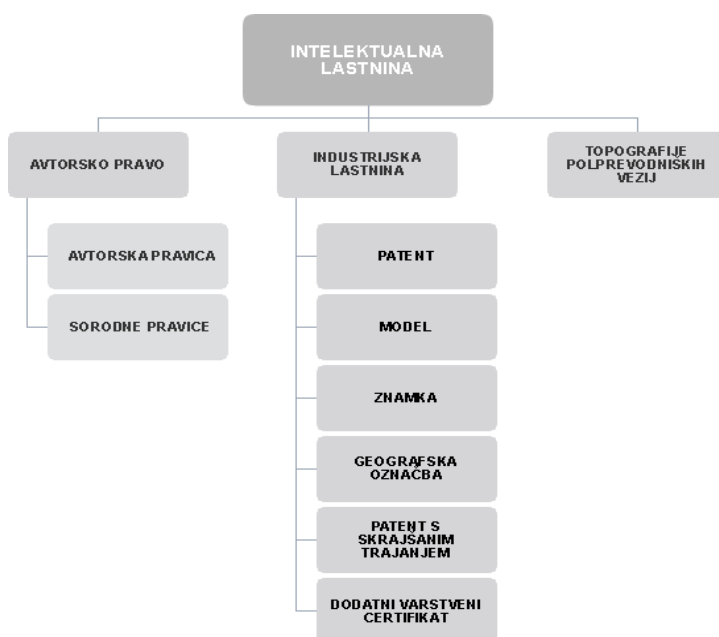 INTELEKTUALNA
LASTNINA
AVTORSKO PRAVO
INDUSTRIJSKA
LASTNINA
TOPOGRAFIJE
POLPREVODNIŠKIH
VEZIJ
AVTORSKA PRAVICA
SORODNE PRAVICE
PATENT
MODEL
ZNAMKA
GEOGRAFSKA
OZNAČBA
PATENT S
SKRAJŠANIM
TRAJANJEM
DODATNI VARSTVENI
CERTIFIKAT